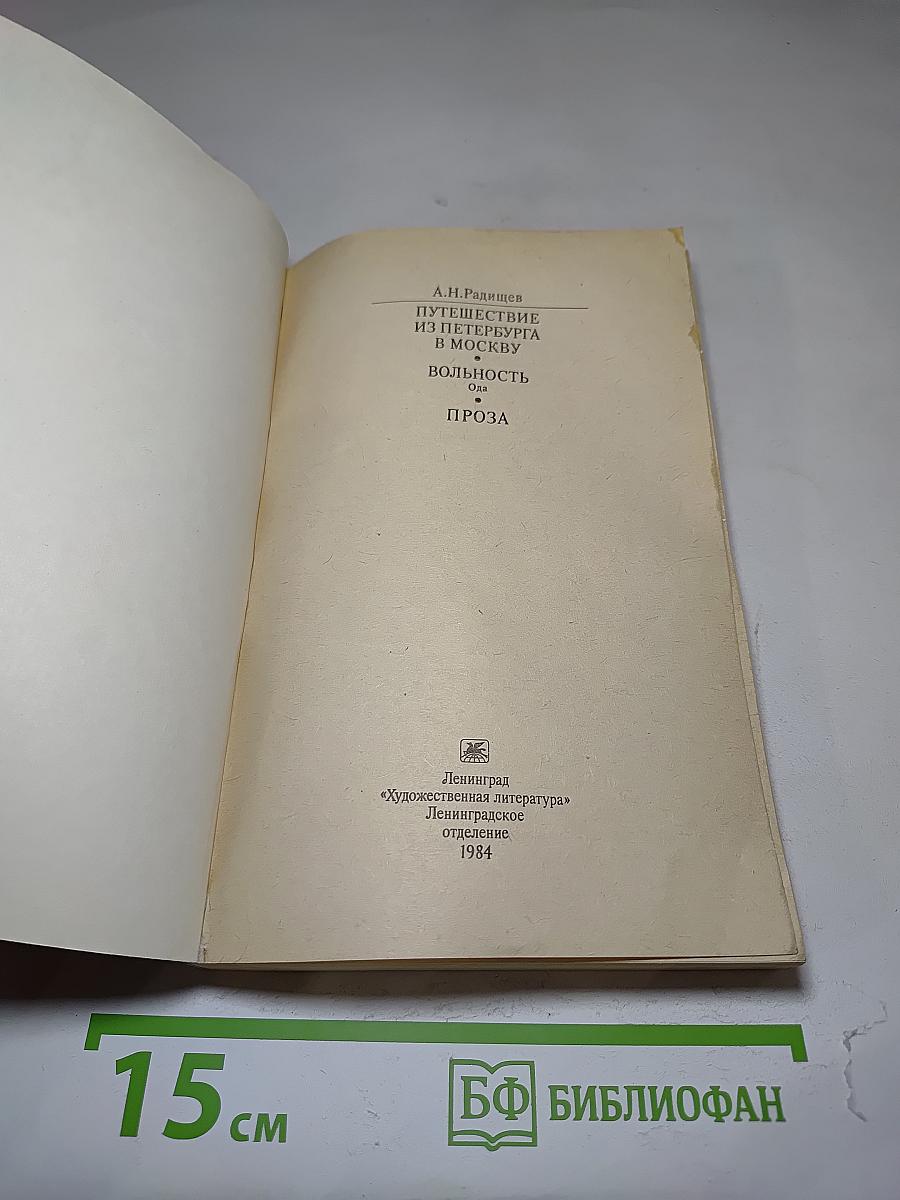 А.Н.Радищев
ПУТЕШЕСТВИЕ
ИЗ ПЕТЕРБУРГА
В МОСКВУ
•
ВОЛЬНОСТЬ
Ода
•
ПРОЗА
Ленинград
«Художественная литература»
Ленинградское
отделение
1984
15 см
БФ БИБЛИОФАН